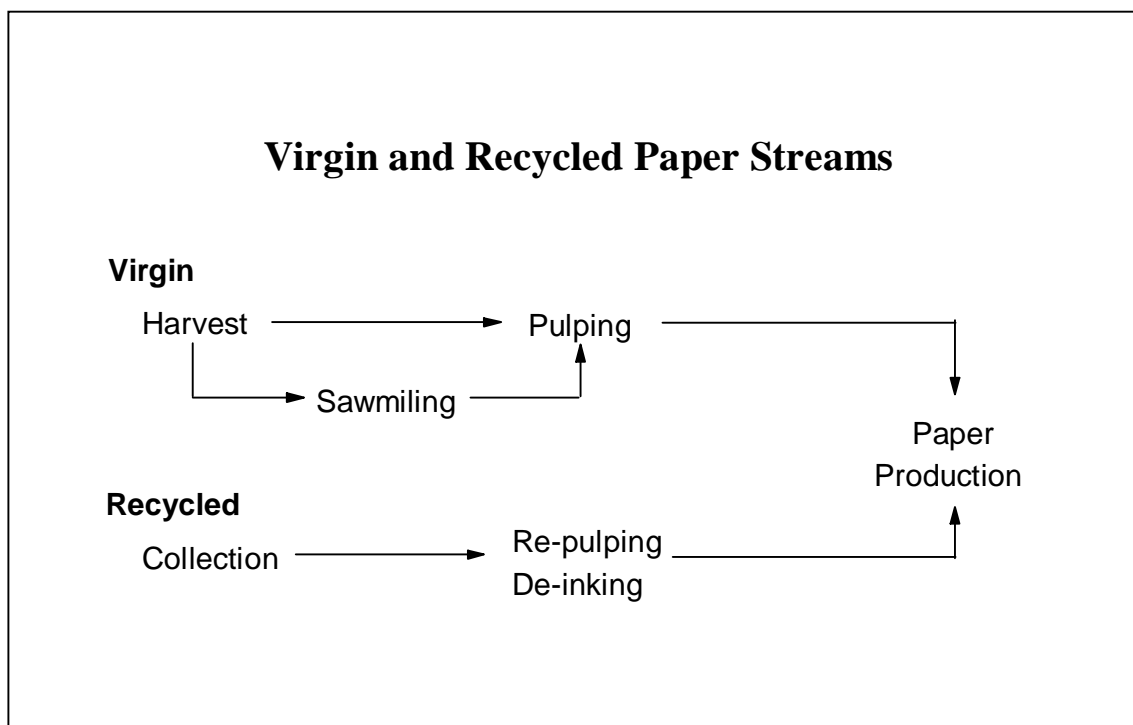 Virgin and Recycled Paper Streams
Virgin
Harvest
Pulping
Sawmiling
Paper
Production
Recycled
Collection
Re-pulping
De-inking